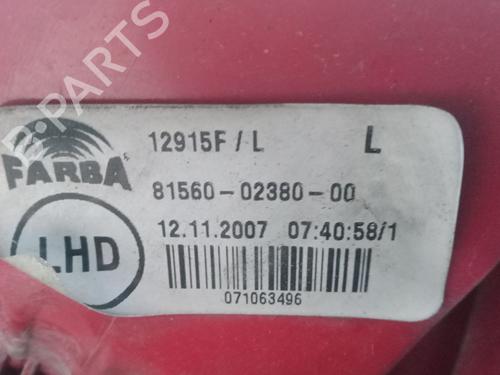 B-PARTS
FARBA
12915F / L L
81560-02380-00
12.11.2007 07:40:58/1
LHD
071063496